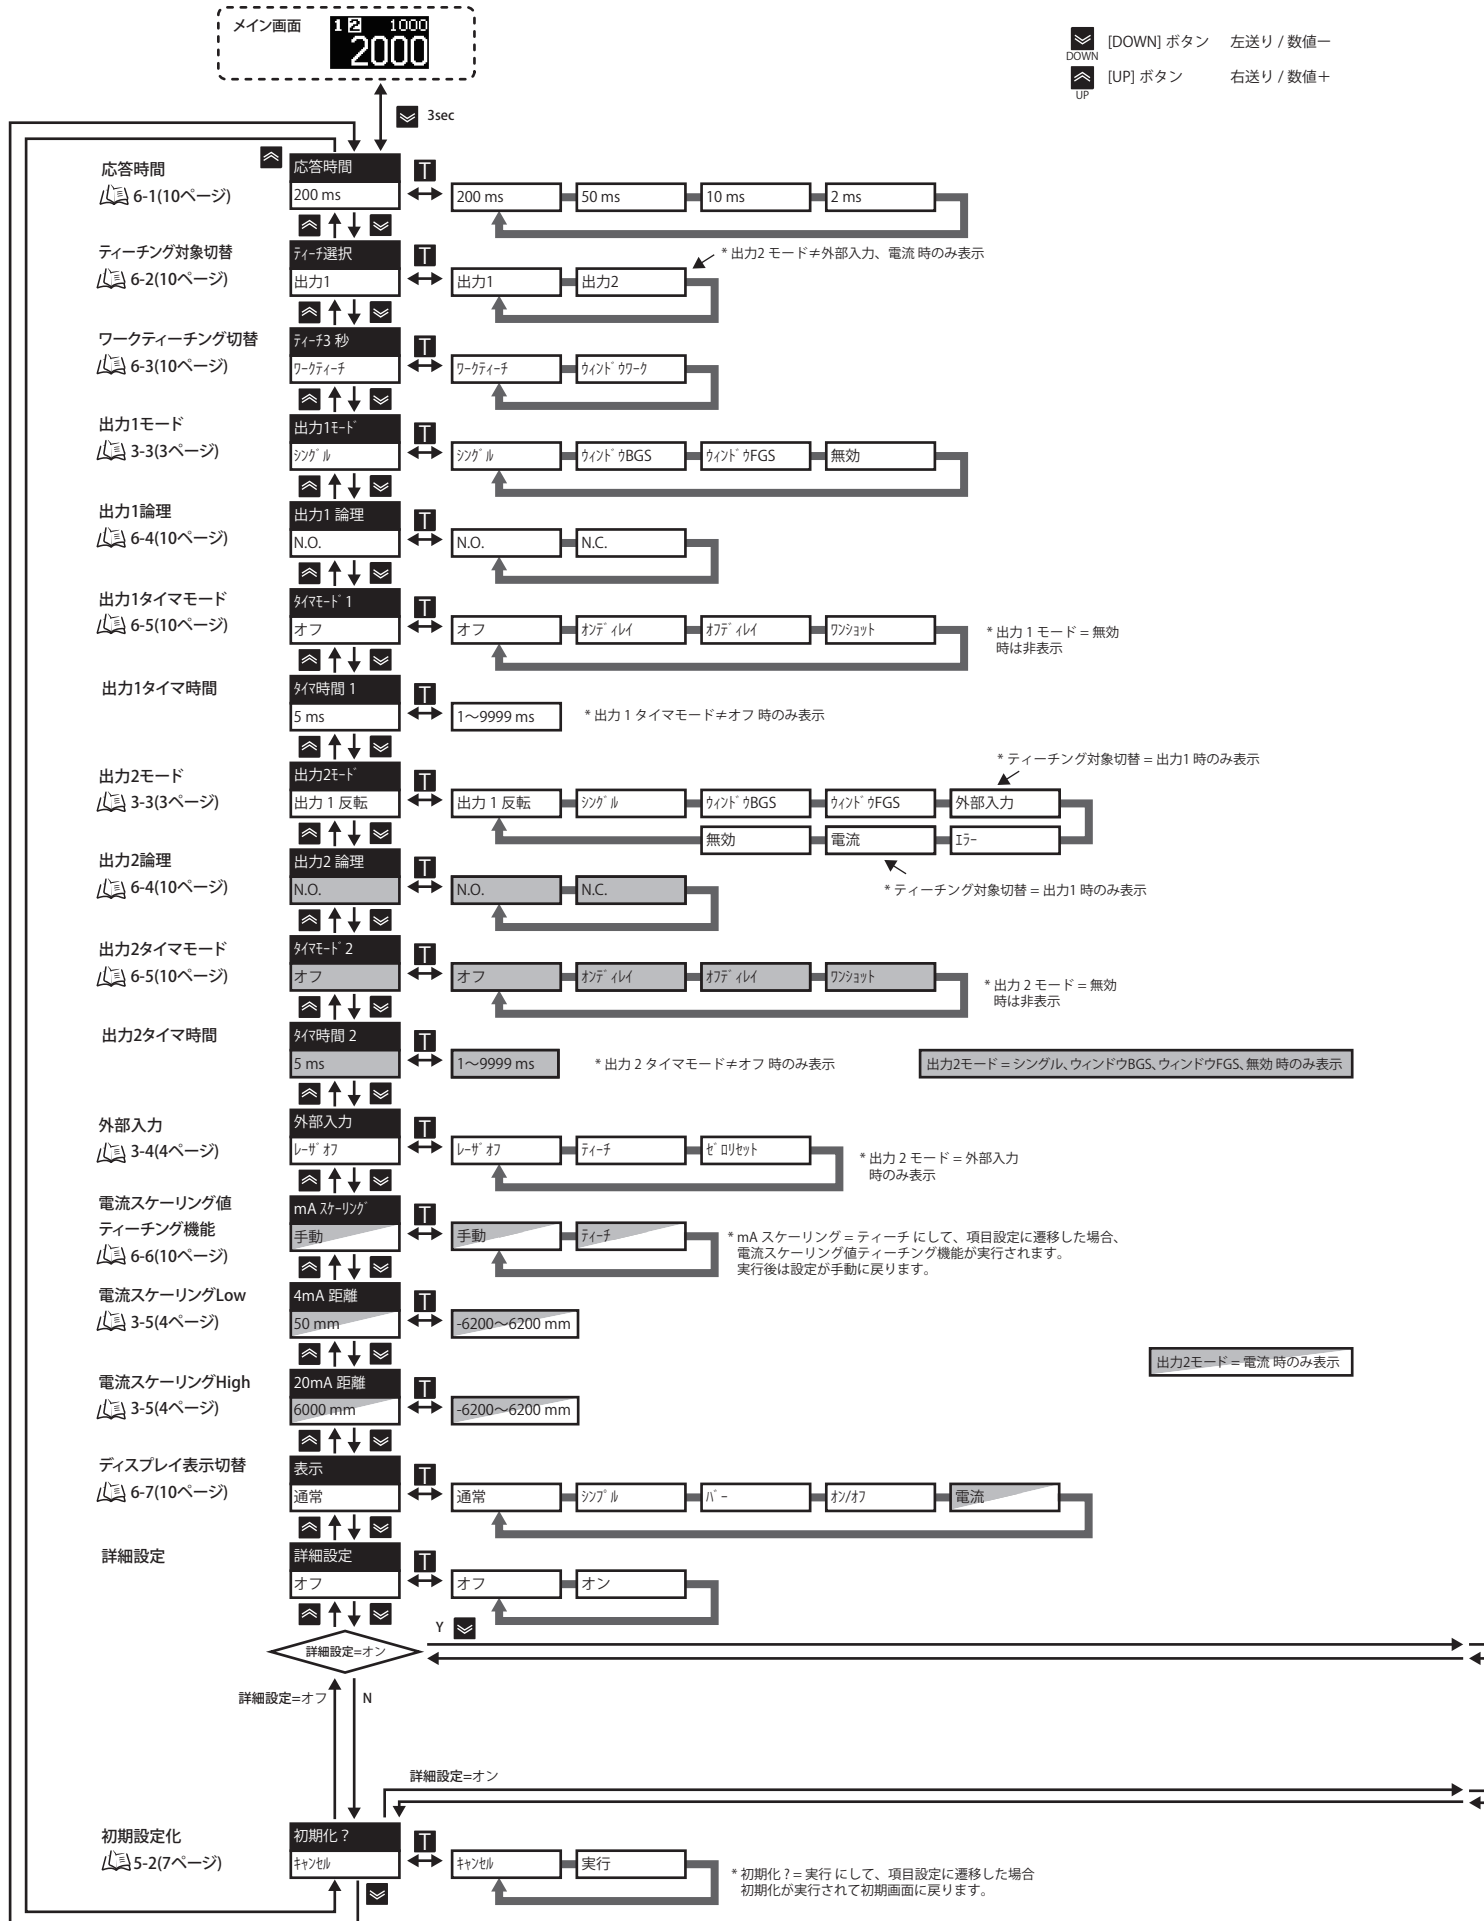 メイン画面
1 2 1000
2000
DOWN
[DOWN] ボタン 左送り / 数値ー
UP
[UP] ボタン 右送り / 数値＋
3sec
応答時間
6-1(10ページ)
応答時間
200 ms
T
200 ms 50 ms 10 ms 2 ms
ティーチング対象切替
6-2(10ページ)
ﾃｨｰﾁ選択
出力1
T
出力1 出力2
* 出力2 モード≠外部入力、電流 時のみ表示
ワークティーチング切替
6-3(10ページ)
ﾃｨｰﾁ3 秒
ﾜｰｸﾃｨｰﾁ
T
ﾜｰｸﾃｨｰﾁ ｳｨﾝﾄﾞｳﾜｰｸ
出力1モード
3-3(3ページ)
出力1ﾓｰﾄﾞ
ｼﾝｸﾞﾙ
T
ｼﾝｸﾞﾙ ｳｨﾝﾄﾞｳBGS ｳｨﾝﾄﾞｳFGS 無効
出力1論理
6-4(10ページ)
出力1 論理
N.O.
T
N.O. N.C.
出力1タイマモード
6-5(10ページ)
ﾀｲﾏﾓｰﾄﾞ 1
オフ
T
オフ ｵﾝﾃﾞｨﾚｲ ｵﾌﾃﾞｨﾚｲ ﾜﾝｼｮｯﾄ
* 出力 1 モード = 無効
時は非表示
出力1タイマ時間
ﾀｲﾏ時間 1
5 ms
T
1～9999 ms
* 出力 1 タイマモード≠オフ 時のみ表示
出力2モード
3-3(3ページ)
出力2ﾓｰﾄﾞ
出力 1 反転
T
* ティーチング対象切替 = 出力1 時のみ表示
出力 1 反転 ｼﾝｸﾞﾙ ｳｨﾝﾄﾞｳBGS ｳｨﾝﾄﾞｳFGS 外部入力
無効 電流 ｴﾗｰ
* ティーチング対象切替 = 出力1 時のみ表示
出力2論理
6-4(10ページ)
出力2 論理
N.O.
T
N.O. N.C.
出力2タイマモード
6-5(10ページ)
ﾀｲﾏﾓｰﾄﾞ 2
オフ
T
オフ ｵﾝﾃﾞｨﾚｲ ｵﾌﾃﾞｨﾚｲ ﾜﾝｼｮｯﾄ
* 出力 2 モード = 無効
時は非表示
出力2タイマ時間
ﾀｲﾏ時間 2
5 ms
T
1～9999 ms
* 出力 2 タイマモード≠オフ 時のみ表示
出力2モード = シングル、ウィンドウBGS、ウィンドウFGS、無効 時のみ表示
外部入力
3-4(4ページ)
外部入力
ﾚｰｻﾞｵﾌ
T
ﾚｰｻﾞｵﾌ ﾃｨｰﾁ ｾﾞﾛﾘｾｯﾄ
* 出力 2 モード = 外部入力
時のみ表示
電流スケーリング値
ティーチング機能
6-6(10ページ)
mA ｽｹｰﾘﾝｸﾞ
手動
T
手動 ﾃｨｰﾁ
* mA スケーリング = ティーチ にして、項目設定に遷移した場合、
電流スケーリング値ティーチング機能が実行されます。
実行後は設定が手動に戻ります。
電流スケーリングLow
3-5(4ページ)
4mA 距離
50 mm
T
-6200～6200 mm
出力2モード = 電流 時のみ表示
電流スケーリングHigh
3-5(4ページ)
20mA 距離
6000 mm
T
-6200～6200 mm
ディスプレイ表示切替
6-7(10ページ)
表示
通常
T
通常 ｼﾝﾌﾟﾙ ﾊﾞｰ ｵﾝ/ｵﾌ 電流
詳細設定
詳細設定
オフ
T
オフ オン
Y
詳細設定=オン
詳細設定=オフ N
詳細設定=オン
初期設定化
5-2(7ページ)
初期化 ?
ｷｬﾝｾﾙ
T
ｷｬﾝｾﾙ 実行
* 初期化 ? = 実行 にして、項目設定に遷移した場合
初期化が実行されて初期画面に戻ります。